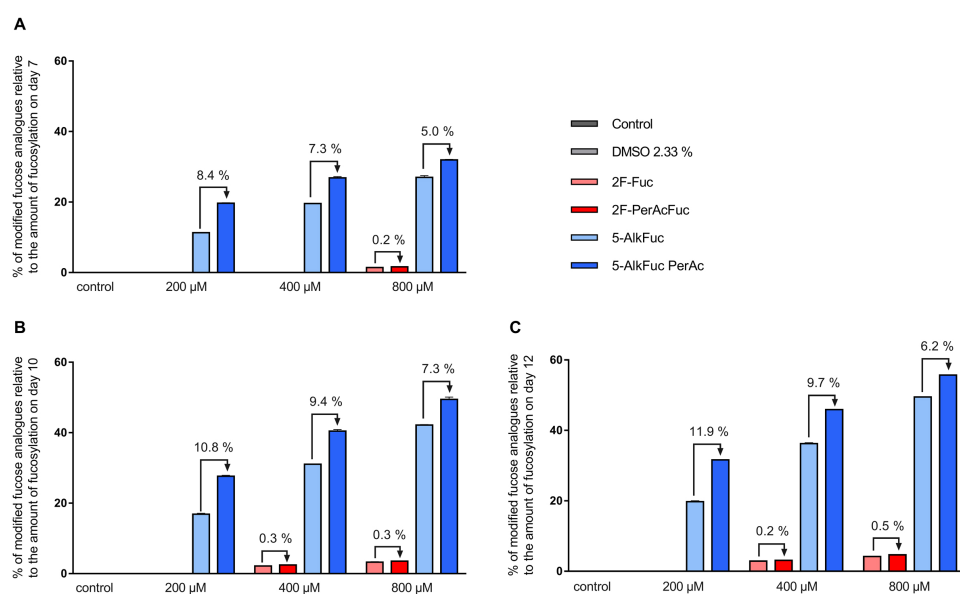 A
% of modified fucose analogues relative
to the amount of fucosylation on day 7
60
40
20
0
8.4 %
7.3 %
0.2 %
5.0 %
control
200 µM
400 µM
800 µM
Control
DMSO 2.33 %
2F-Fuc
2F-PerAcFuc
5-AlkFuc
5-AlkFuc PerAc
B
% of modified fucose analogues relative
to the amount of fucosylation on day 10
60
40
20
0
10.8 %
0.3 %
9.4 %
0.3 %
7.3 %
control
200 µM
400 µM
800 µM
C
% of modified fucose analogues relative
to the amount of fucosylation on day 12
60
40
20
0
11.9 %
0.2 %
9.7 %
0.5 %
6.2 %
control
200 µM
400 µM
800 µM